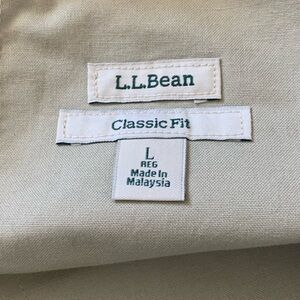 L.L.Bean
Classic Fit
L
REG
Made in
Malaysia